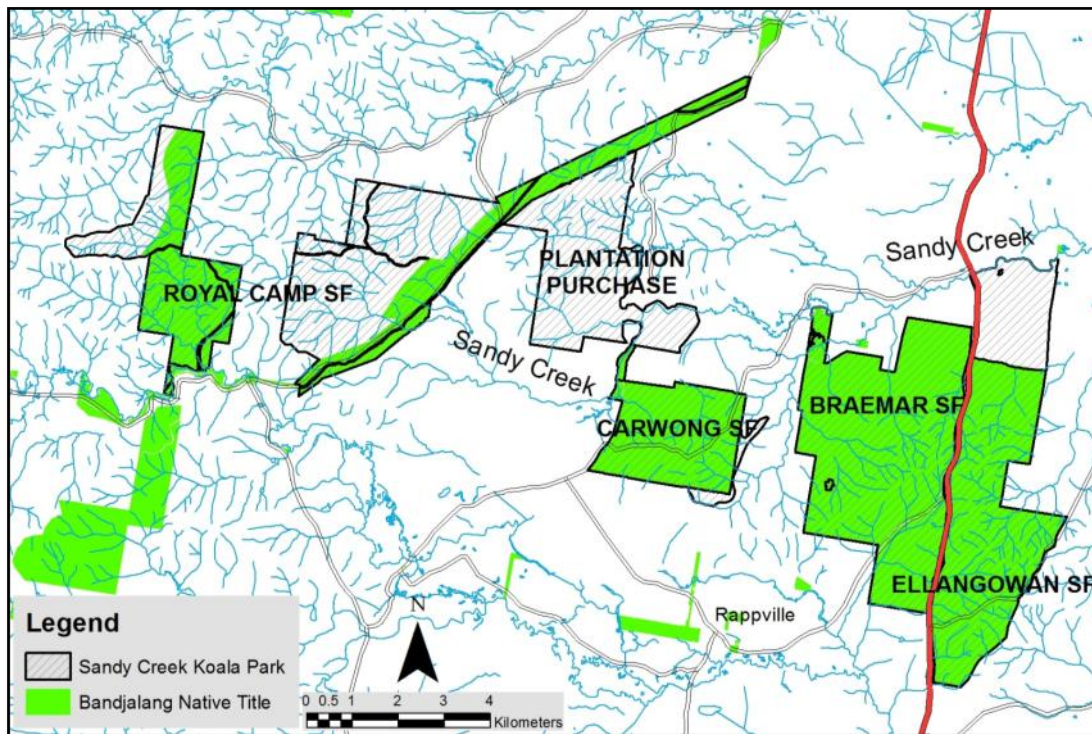 Sandy Creek
PLANTATION
PURCHASE
ROYAL CAMP SF
Sandy Creek
BRAEMAR SF
CARWONG SF
ELLANGOWAN SF
Rappville
Legend
Sandy Creek Koala Park
Bandjalang Native Title
N
0 0.5 1 2 3 4
Kilometers